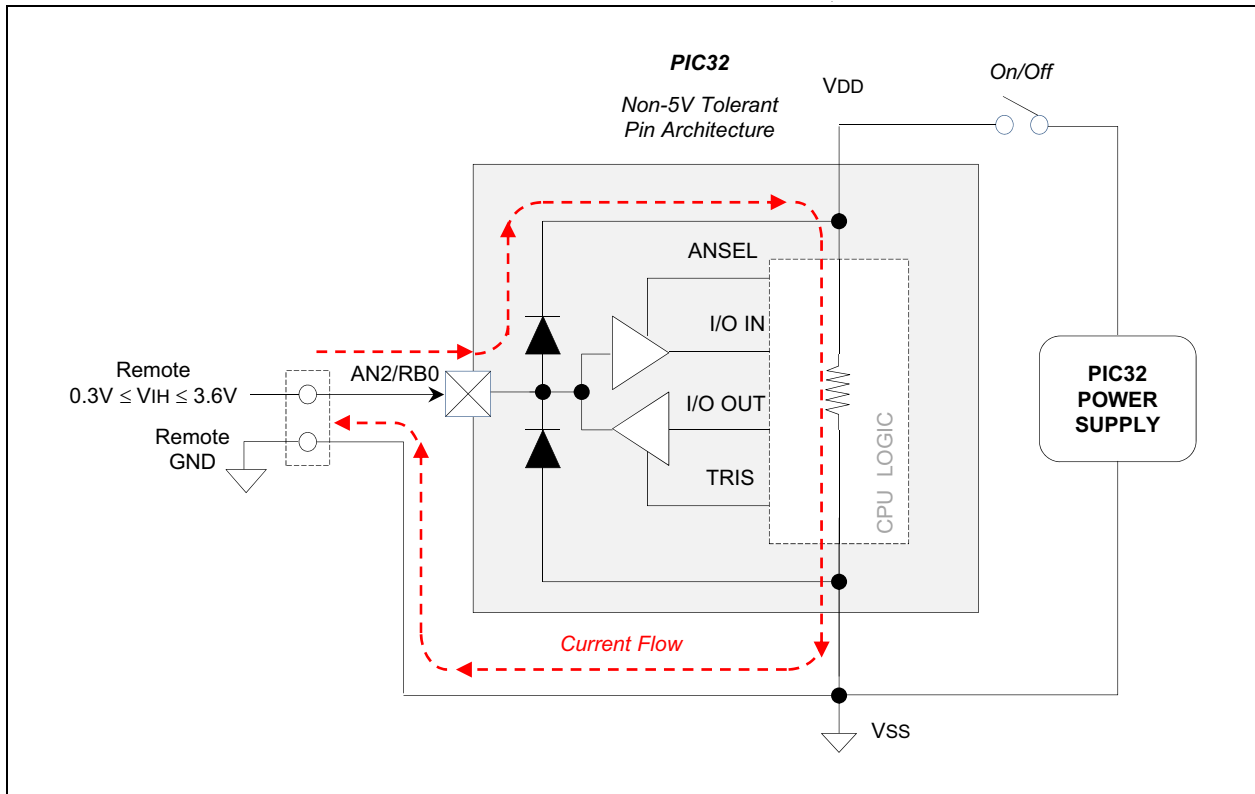 PIC32
Non-5V Tolerant
Pin Architecture
VDD
On/Off
ANSEL
I/O IN
Remote
0.3V ≤ VIH ≤ 3.6V
AN2/RB0
I/O OUT
Remote
GND
TRIS
CPU LOGIC
PIC32
POWER
SUPPLY
Current Flow
VSS